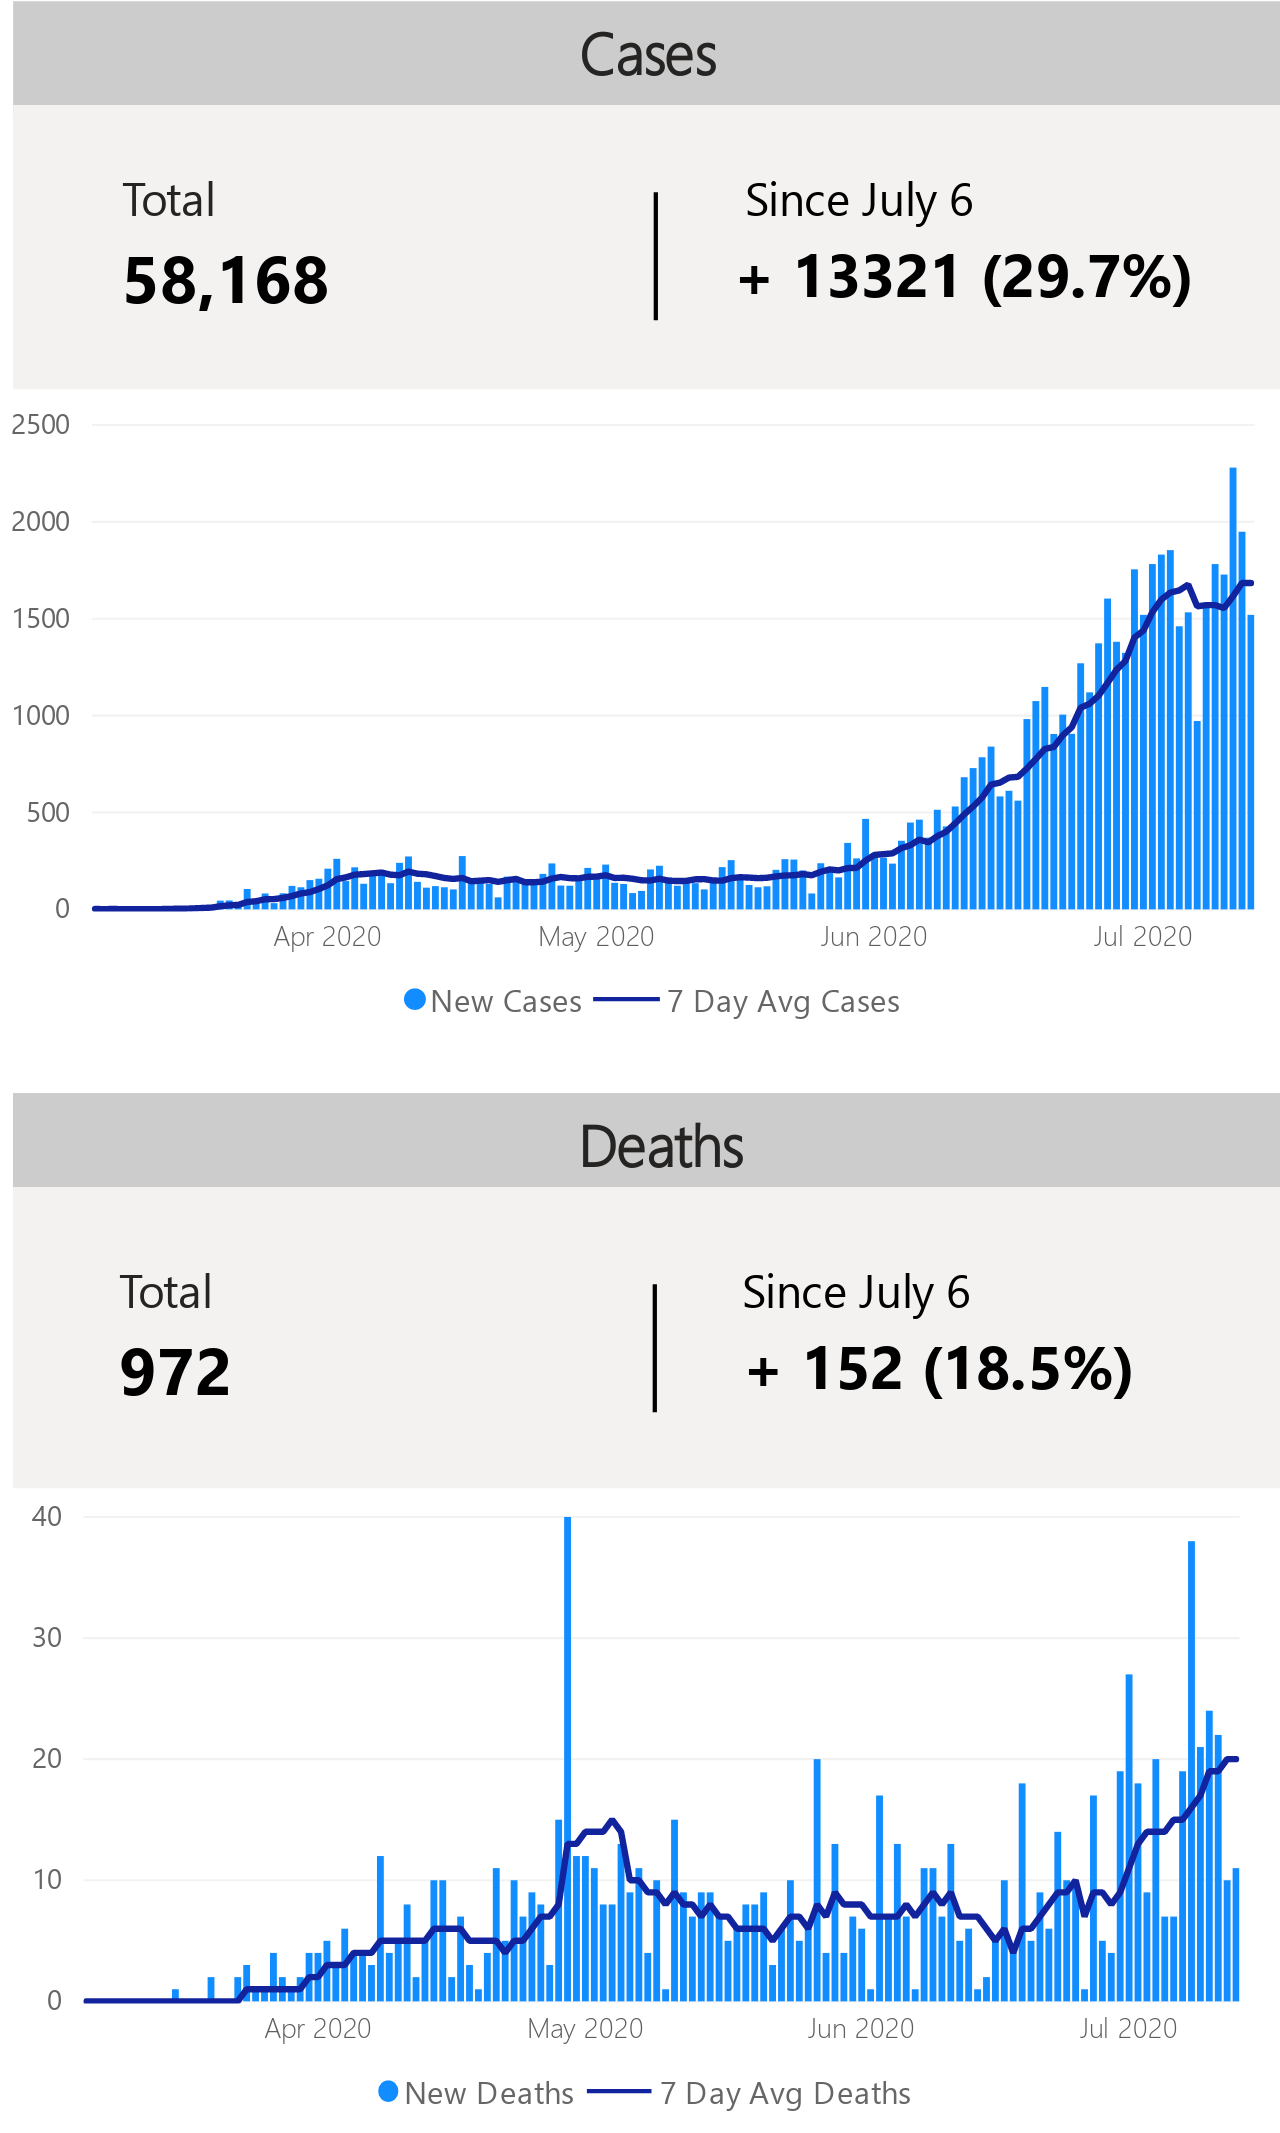 Cases
Total
Since July 6
58,168
+ 13321 (29.7%)
2500
2000
1500
1000
500
0
Apr 2020
May 2020
Jun 2020
Jul 2020
New Cases
7 Day Avg Cases
Deaths
Total
Since July 6
972
+ 152 (18.5%)
40
30
20
10
0
Apr 2020
May 2020
Jun 2020
Jul 2020
New Deaths
7 Day Avg Deaths